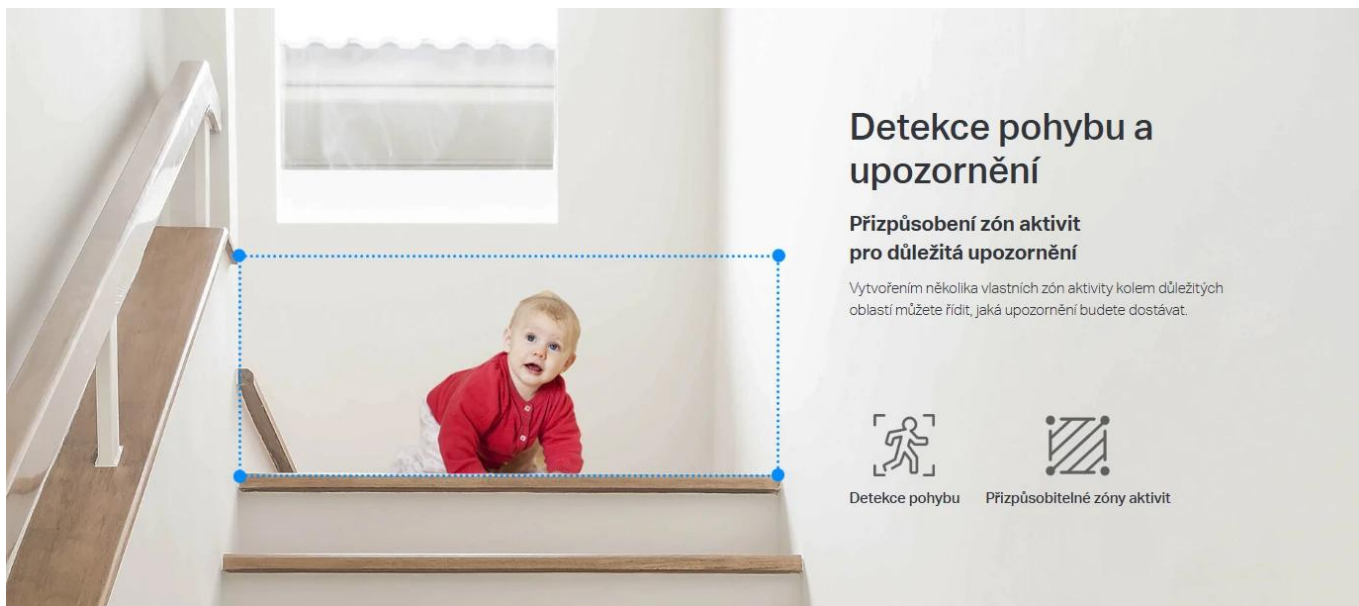 Detekce pohybu a
upozornění
Přizpůsobení zón aktivit
pro důležitá upozornění
Vytvořením několika vlastních zón aktivity kolem důležitých
oblastí můžete řídit, jaká upozornění budete dostávat.
Detekce pohybu
Přizpůsobitelné zóny aktivit